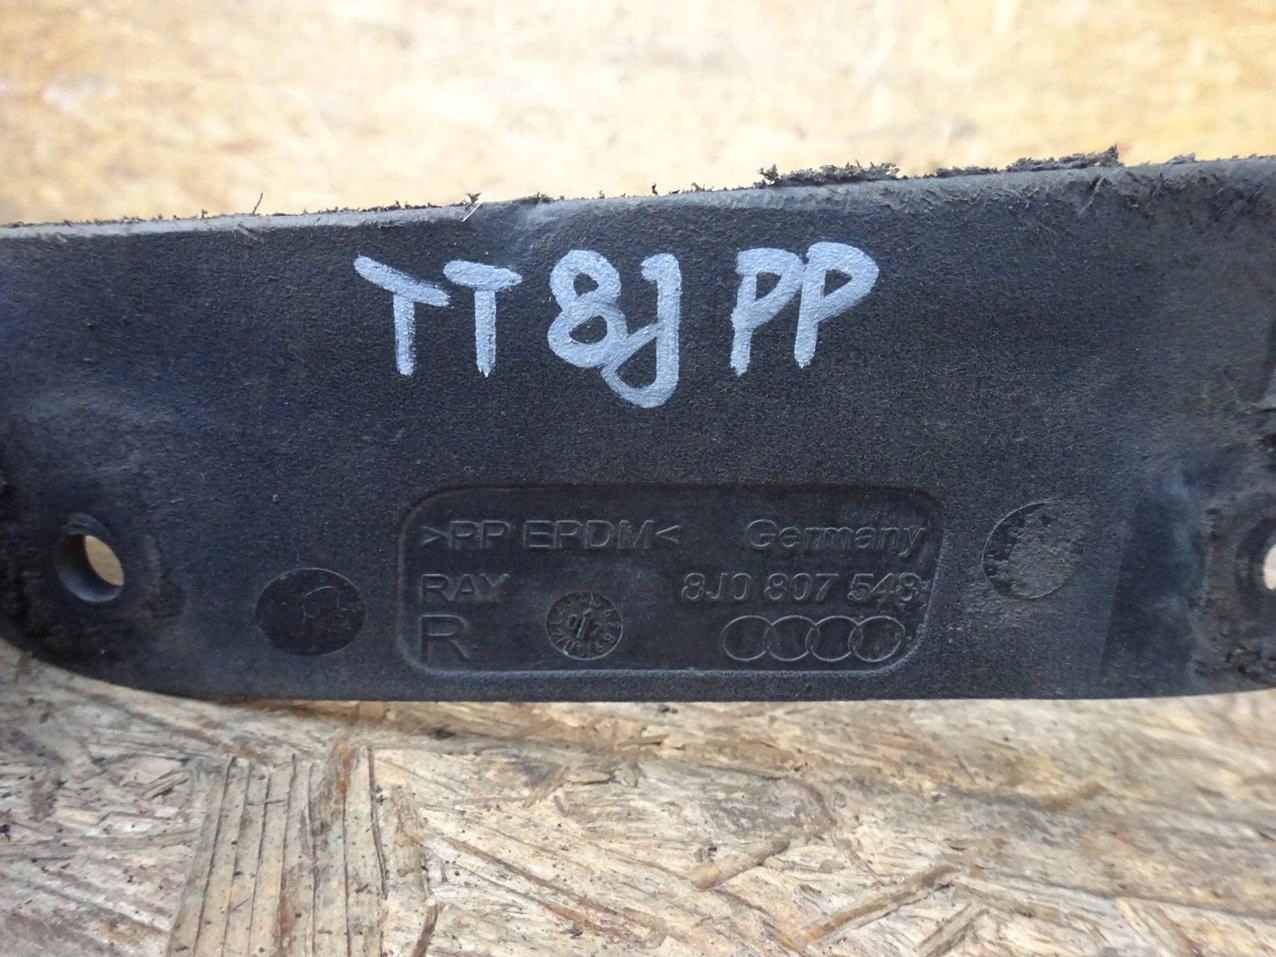 TT 8J PP
>PP EPDM< Germany
RAY 8J0 807 548
R